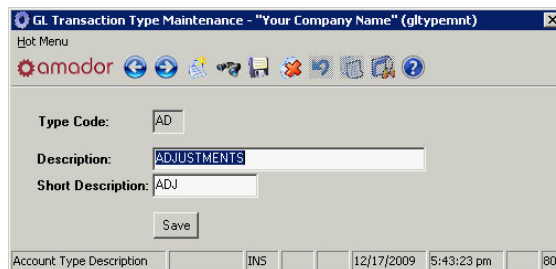 GL Transaction Type Maintenance - "Your Company Name" (gltypemnt)
Hot Menu
amador
Type Code: AD
Description: ADJUSTMENTS
Short Description: ADJ
Save
Account Type Description INS 12/17/2009 5:43:23 pm 80